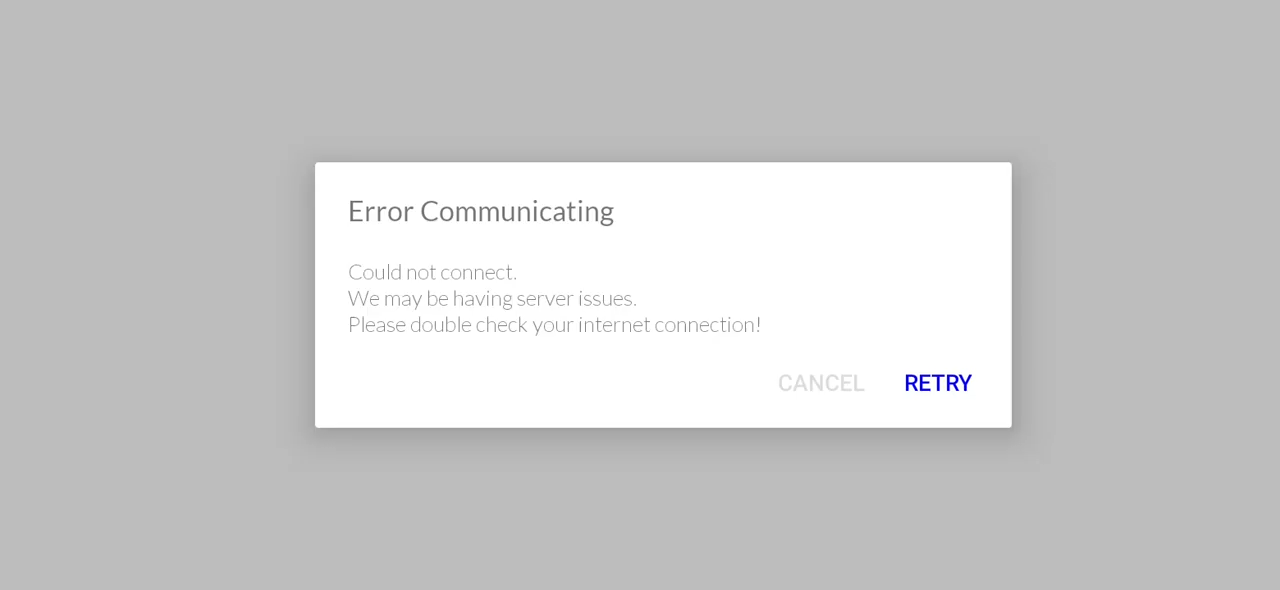 Error Communicating
Could not connect.
We may be having server issues.
Please double check your internet connection!
CANCEL RETRY